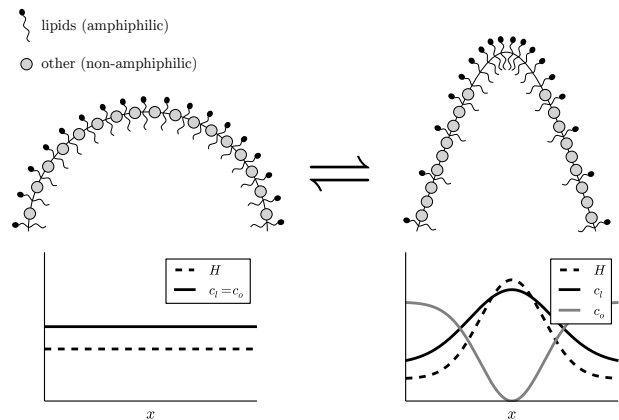 lipids (amphiphilic)
other (non-amphiphilic)
H
c_l = c_o
x
H
c_l
c_o
x